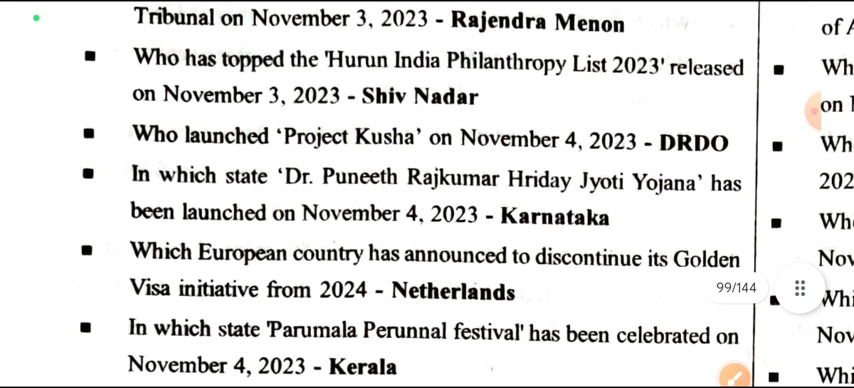 Tribunal on November 3, 2023 - Rajendra Menon
Who has topped the 'Hurun India Philanthropy List 2023' released
on November 3, 2023 - Shiv Nadar
Who launched ‘Project Kusha’ on November 4, 2023 - DRDO
In which state ‘Dr. Puneeth Rajkumar Hriday Jyoti Yojana’ has
been launched on November 4, 2023 - Karnataka
Which European country has announced to discontinue its Golden
Visa initiative from 2024 - Netherlands
In which state 'Parumala Perunnal festival' has been celebrated on
November 4, 2023 - Kerala
99/144
of
on